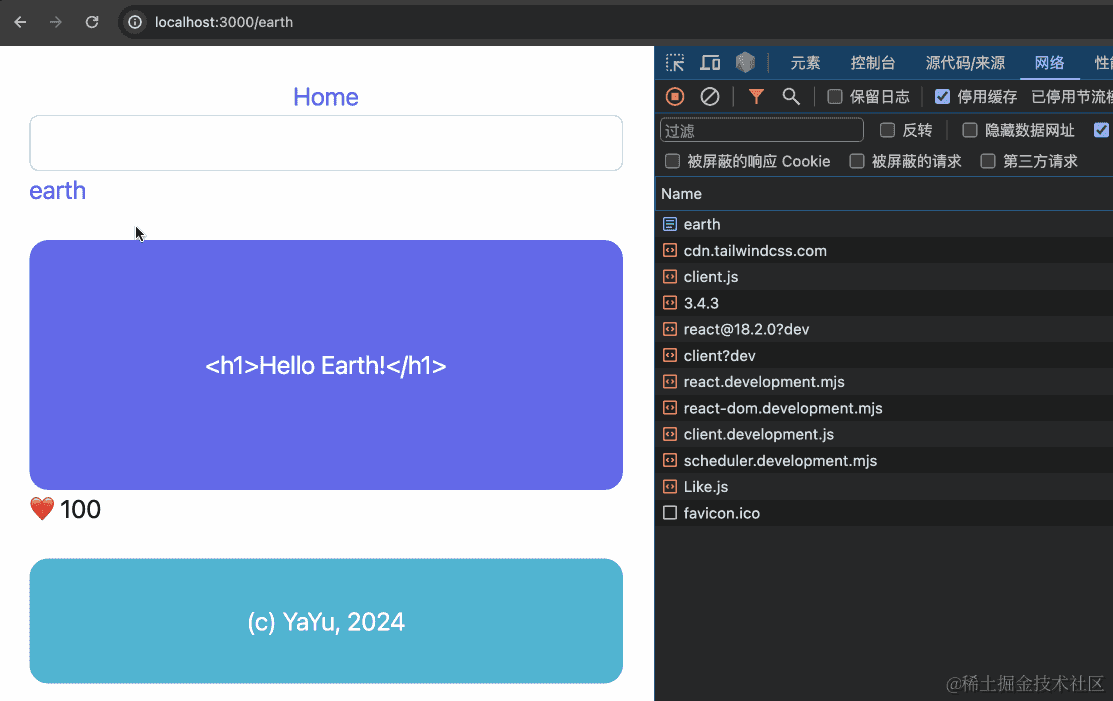 localhost:3000/earth
元素 控制台 源代码/来源 网络
保留日志 停用缓存 已停用节流模
过滤 反转 隐藏数据网址
被屏蔽的响应 Cookie 被屏蔽的请求 第三方请求
Name
earth
cdn.tailwindcss.com
client.js
3.4.3
react@18.2.0?dev
client?dev
react.development.mjs
react-dom.development.mjs
client.development.js
scheduler.development.mjs
Like.js
favicon.ico
Home
earth
<h1>Hello Earth!</h1>
❤️ 100
(c) YaYu, 2024
@稀土掘金技术社区